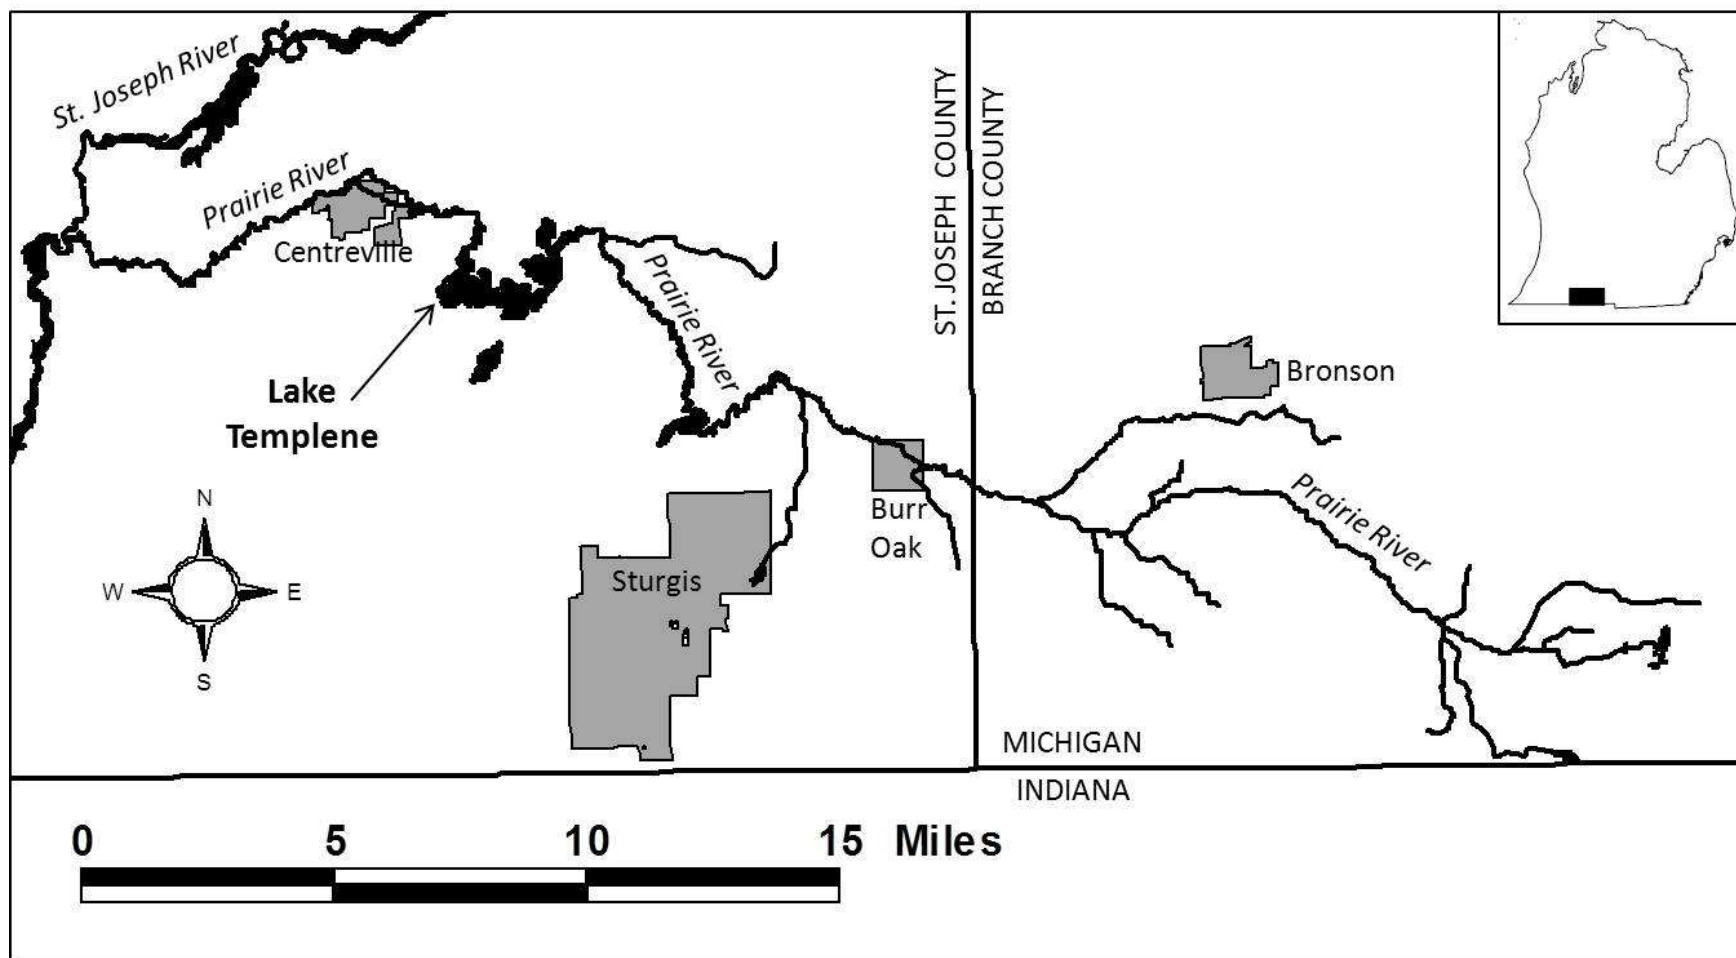 St. Joseph River
Prairie River
Centreville
Prairie River
ST. JOSEPH COUNTY
BRANCH COUNTY
Bronson
Lake
Templene
Burr
Oak
Prairie River
Sturgis
N
W
E
S
MICHIGAN
INDIANA
0 5 10 15 Miles